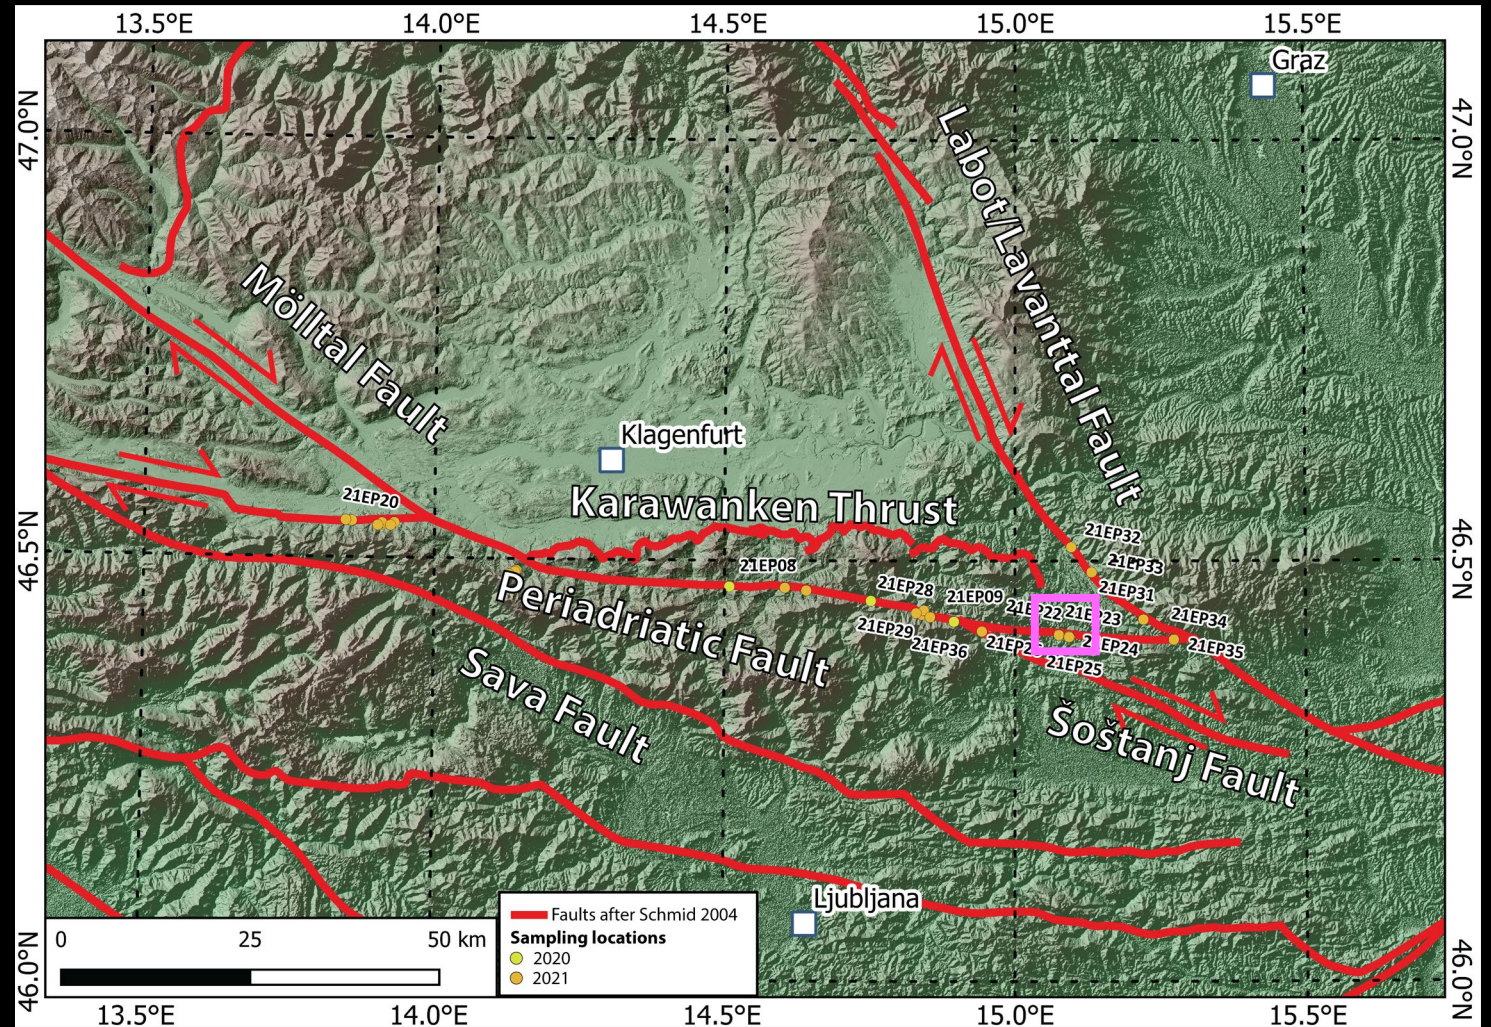 13.5°E 14.0°E 14.5°E 15.0°E 15.5°E
Graz
47.0°N
47.0°N
Labot/Lavanttal Fault
Mölltal Fault
Klagenfurt
Karawanken Thrust
21EP20
46.5°N
46.5°N
21EP32
21EP33
21EP08
21EP31
21EP28
21EP09
21EP22
21EP23
21EP34
21EP29
21EP36
21EP24
21EP35
21EP25
Periadriatic Fault
Sava Fault
Šoštanj Fault
Ljubljana
0 25 50 km
Faults after Schmid 2004
Sampling locations
2020
2021
46.0°N
46.0°N
13.5°E 14.0°E 14.5°E 15.0°E 15.5°E